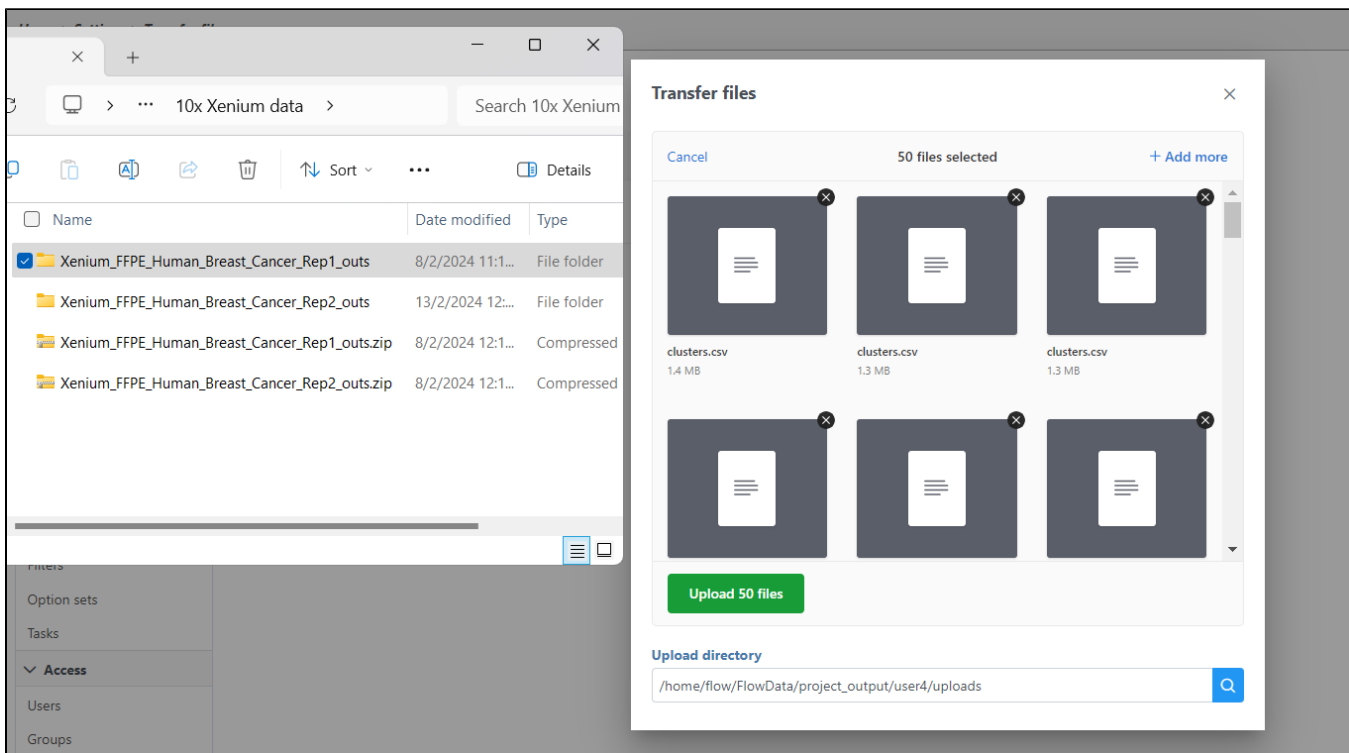 10x Xenium data
Search 10x Xenium
Sort
Details
Name
Date modified
Type
Xenium_FFPE_Human_Breast_Cancer_Rep1_outs
8/2/2024 11:1...
File folder
Xenium_FFPE_Human_Breast_Cancer_Rep2_outs
13/2/2024 12:...
File folder
Xenium_FFPE_Human_Breast_Cancer_Rep1_outs.zip
8/2/2024 12:1...
Compressed
Xenium_FFPE_Human_Breast_Cancer_Rep2_outs.zip
8/2/2024 12:1...
Compressed
Filters
Option sets
Tasks
Access
Users
Groups
Transfer files
Cancel
50 files selected
+ Add more
clusters.csv
1.4 MB
clusters.csv
1.3 MB
clusters.csv
1.3 MB
Upload 50 files
Upload directory
/home/flow/FlowData/project_output/user4/uploads